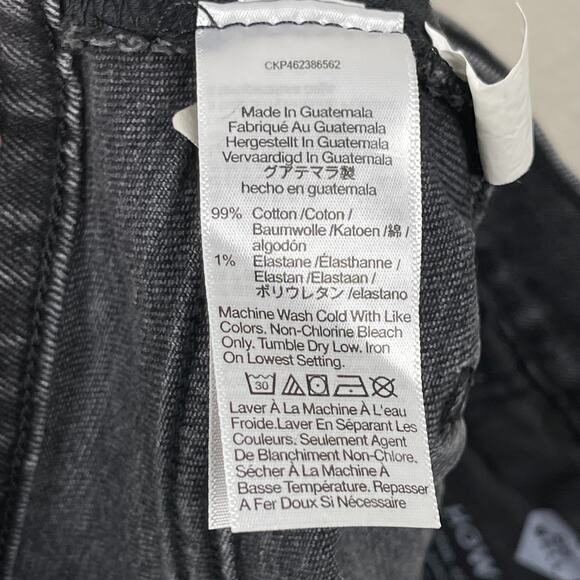 CKP462386562
Made In Guatemala
Fabriqué Au Guatemala
Hergestellt In Guatemala
Vervaardigd In Guatemala
グアテマラ製
hecho en guatemala
99% Cotton /Coton /
Baumwolle /Katoen /綿 /
algodón
1% Elastane /Élasthanne /
Elastan /Elastaan /
ポリウレタン /elastano
Machine Wash Cold With Like
Colors. Non-Chlorine Bleach
Only. Tumble Dry Low. Iron
On Lowest Setting.
30
Laver À La Machine À L'eau
Froide.Laver En Séparant Les
Couleurs. Seulement Agent
De Blanchiment Non-Chlore.
Sécher À La Machine À
Basse Température. Repasser
À Fer Doux Si Nécessaire
HOW